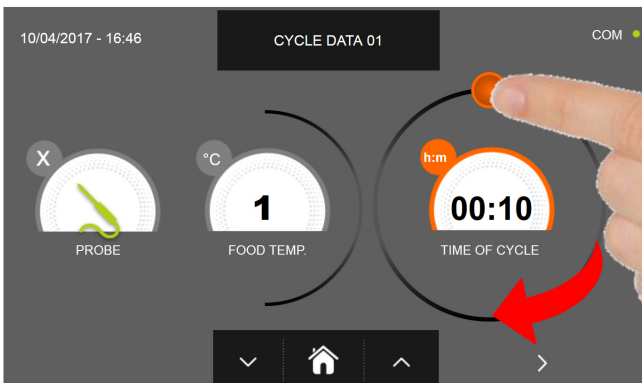 10/04/2017 - 16:46
CYCLE DATA 01
COM
X
°C
h:m
1
00:10
PROBE
FOOD TEMP.
TIME OF CYCLE